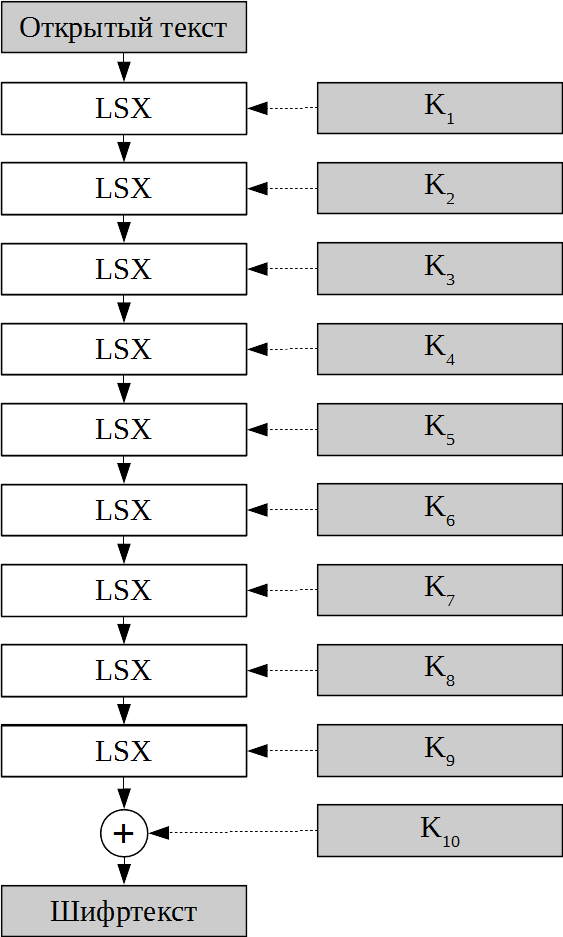 Открытый текст
LSX K₁
LSX K₂
LSX K₃
LSX K₄
LSX K₅
LSX K₆
LSX K₇
LSX K₈
LSX K₉
+ K₁₀
Шифртекст